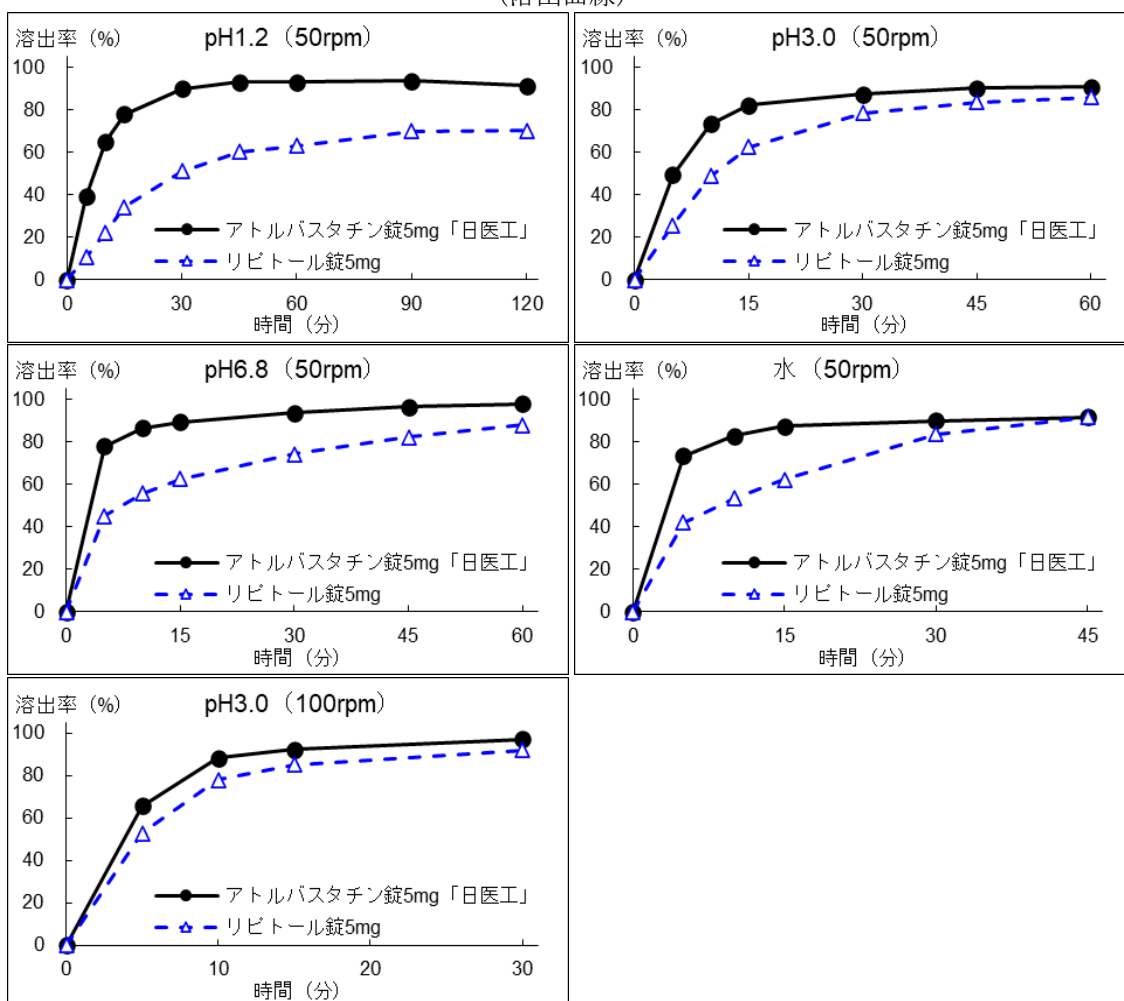 (溶出曲線)
溶出率 (%)
pH1.2 (50rpm)
100
80
60
40
20
0
アトルバスタチン錠5mg「日医工」
リピトール錠5mg
0 30 60 90 120
時間 (分)
溶出率 (%)
pH3.0 (50rpm)
100
80
60
40
20
0
アトルバスタチン錠5mg「日医工」
リピトール錠5mg
0 15 30 45 60
時間 (分)
溶出率 (%)
pH6.8 (50rpm)
100
80
60
40
20
0
アトルバスタチン錠5mg「日医工」
リピトール錠5mg
0 15 30 45 60
時間 (分)
溶出率 (%)
水 (50rpm)
100
80
60
40
20
0
アトルバスタチン錠5mg「日医工」
リピトール錠5mg
0 15 30 45
時間 (分)
溶出率 (%)
pH3.0 (100rpm)
100
80
60
40
20
0
アトルバスタチン錠5mg「日医工」
リピトール錠5mg
0 10 20 30
時間 (分)